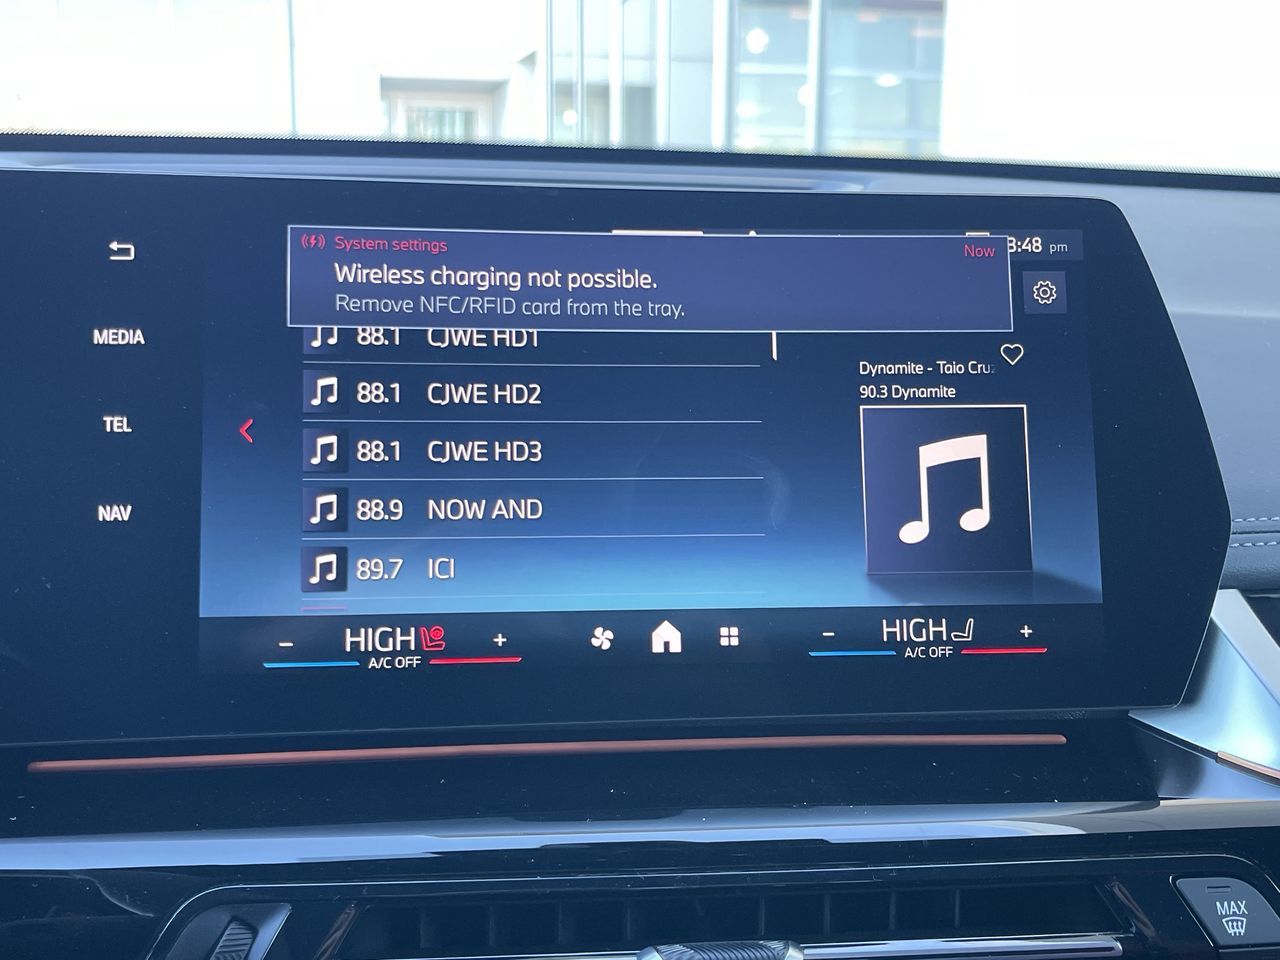 System settings
Now
Wireless charging not possible.
Remove NFC/RFID card from the tray.
:48 pm
MEDIA
TEL
NAV
88.1 CJWE HD1
88.1 CJWE HD2
88.1 CJWE HD3
88.9 NOW AND
89.7 ICI
Dynamite - Taio Cruz
90.3 Dynamite
- HIGH +
A/C OFF
- HIGH +
A/C OFF
MAX